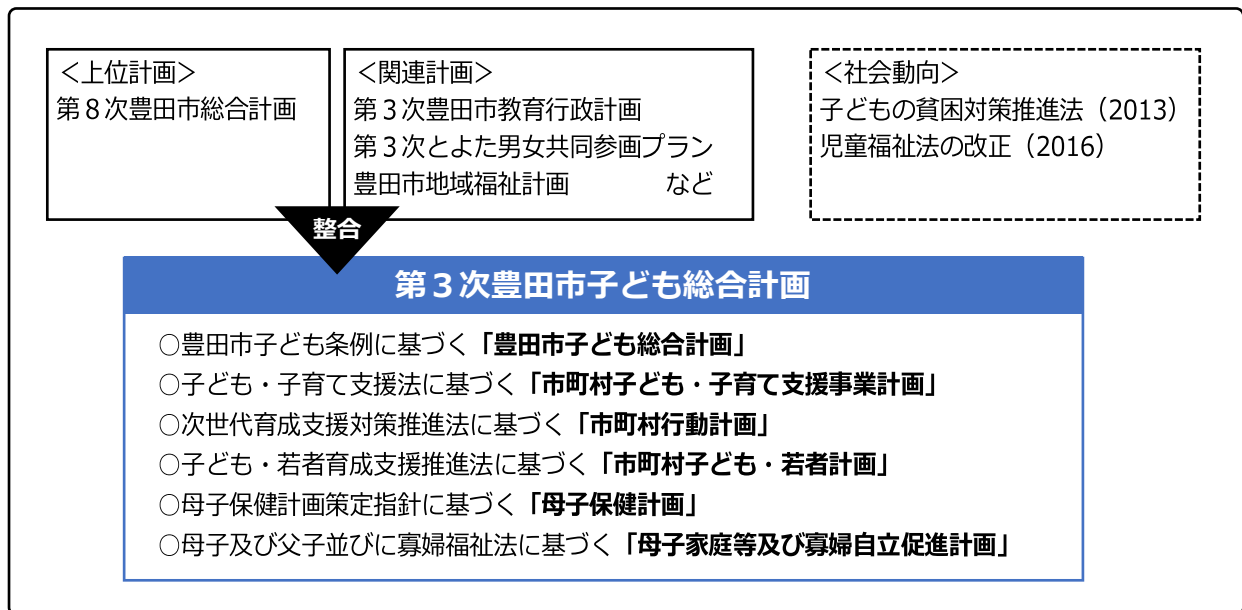 ＜上位計画＞
第８次豊田市総合計画
＜関連計画＞
第３次豊田市教育行政計画
第３次とよた男女共同参画プラン
豊田市地域福祉計画　　　　　など
＜社会動向＞
子どもの貧困対策推進法（2013）
児童福祉法の改正（2016）
整合
第３次豊田市子ども総合計画
○豊田市子ども条例に基づく「豊田市子ども総合計画」
○子ども・子育て支援法に基づく「市町村子ども・子育て支援事業計画」
○次世代育成支援対策推進法に基づく「市町村行動計画」
○子ども・若者育成支援推進法に基づく「市町村子ども・若者計画」
○母子保健計画策定指針に基づく「母子保健計画」
○母子及び父子並びに寡婦福祉法に基づく「母子家庭等及び寡婦自立促進計画」